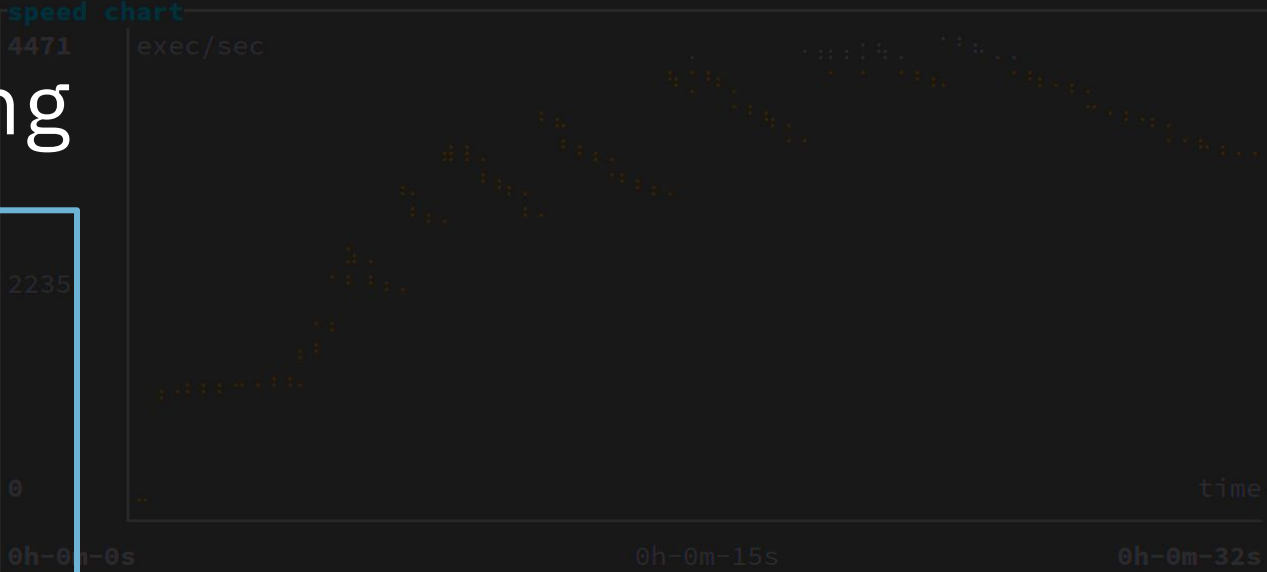 speed chart
4471
exec/sec
ng
2235
0
time
0h-0m-0s
0h-0m-15s
0h-0m-32s